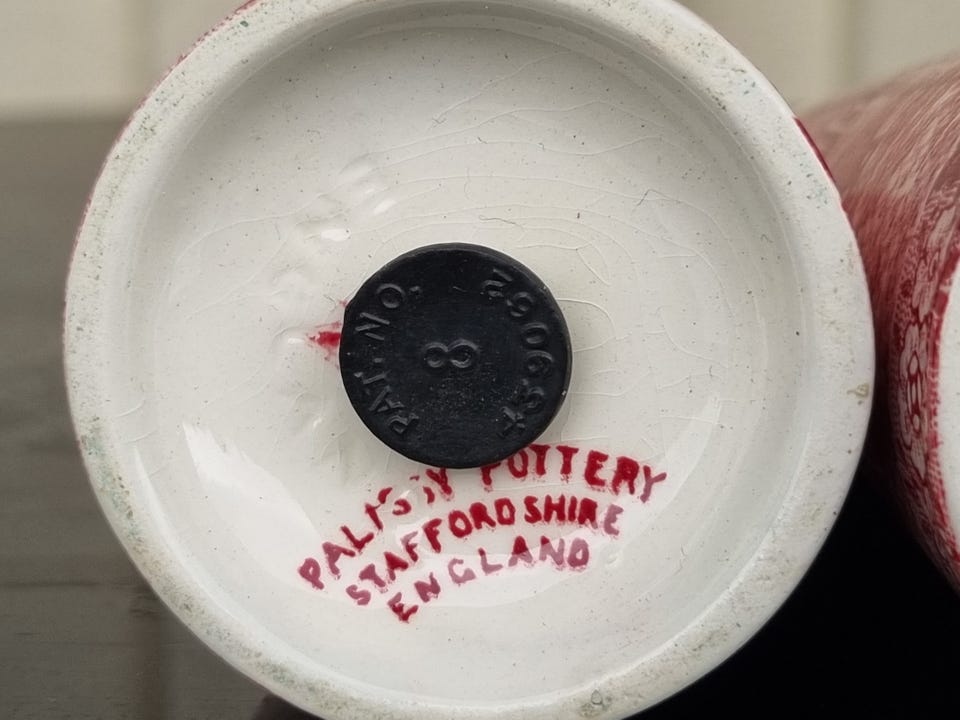 PAT. NO.
8
PALISSY POTTERY
STAFFORDSHIRE
ENGLAND